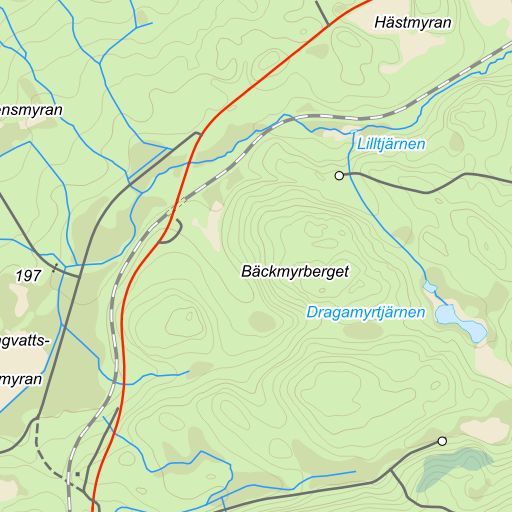 Hästmyran
ensmyran
Lilltjärnen
Bäckmyrberget
197
Dragamyrtjärnen
gvatts-
myran